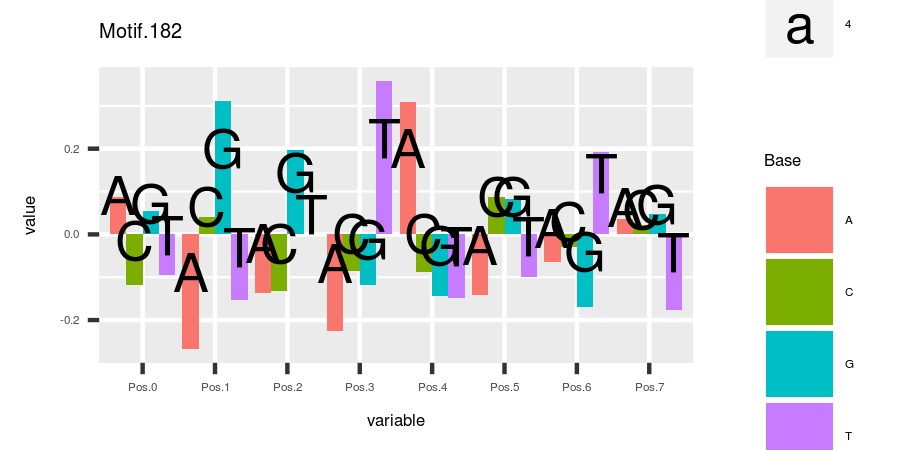 Motif.182
a 4
value
0.2
0.0
-0.2
A C G T A C G T A C G T A C G T A C G T A C G T A C G T A C G T
Pos.0 Pos.1 Pos.2 Pos.3 Pos.4 Pos.5 Pos.6 Pos.7
variable
Base
A
C
G
T